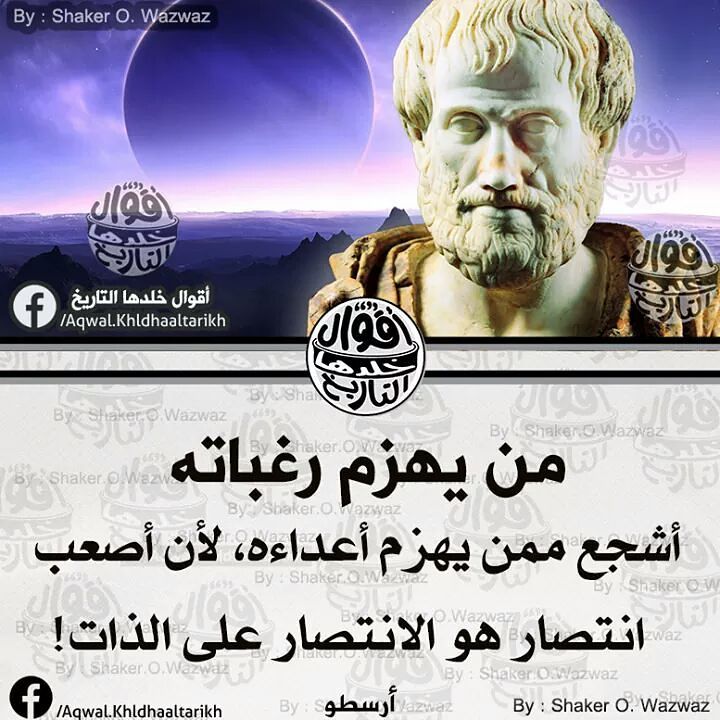 By : Shaker O. Wazwaz
أقوال خلدها التاريخ
أقوال خلدها التاريخ
/Aqwal.Khldhaaltarikh
أقوال خلدها التاريخ
من يهزم رغباته
أشجع ممن يهزم أعداءه، لأن أصعب
انتصار هو الانتصار على الذات!
أرسطو
/Aqwal.Khldhaaltarikh
By : Shaker O. Wazwaz